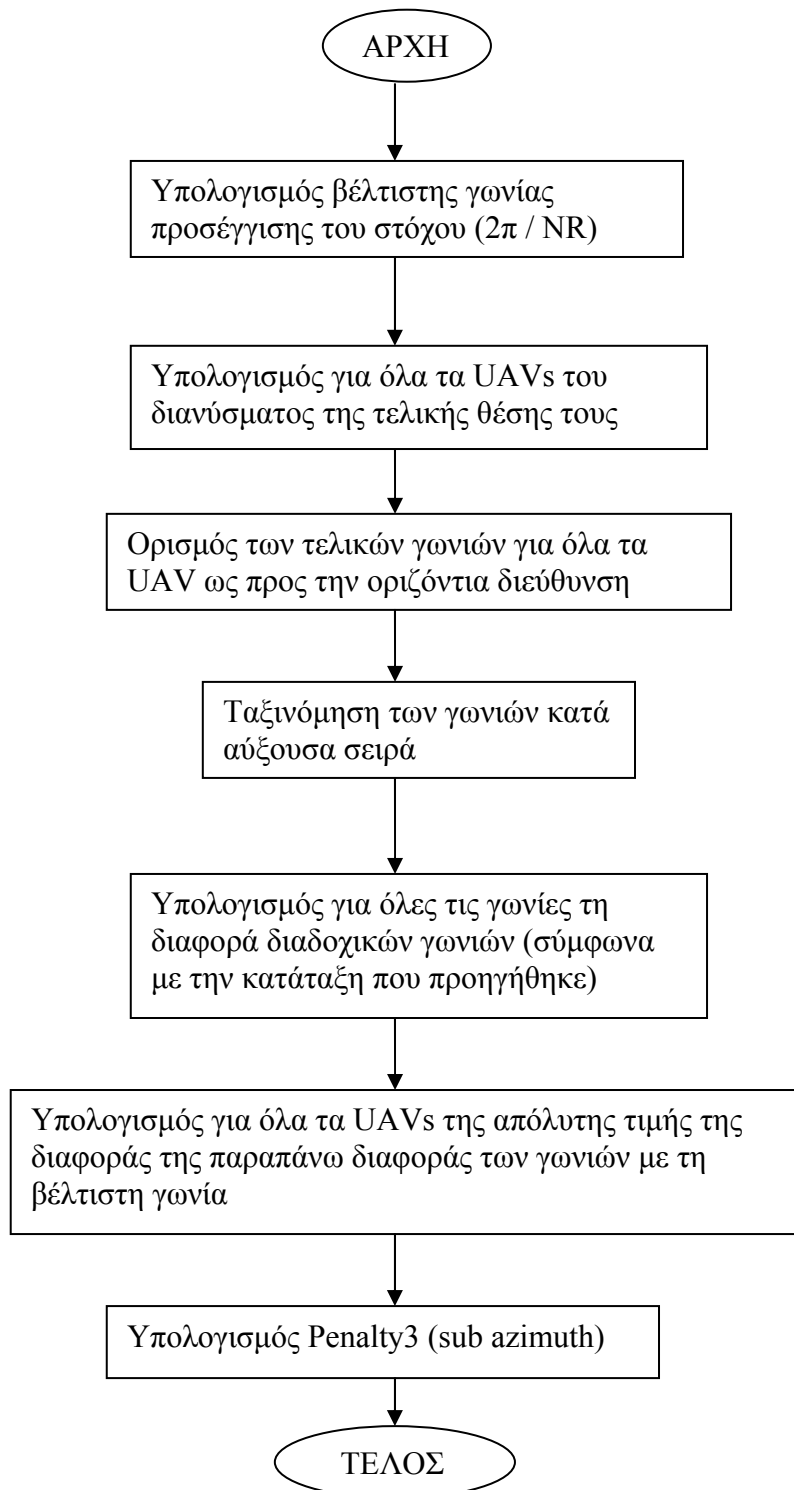 ΑΡΧΗ
Υπολογισμός βέλτιστης γωνίας
προσέγγισης του στόχου (2π / NR)
Υπολογισμός για όλα τα UAVs του
διανύσματος της τελικής θέσης τους
Ορισμός των τελικών γωνιών για όλα τα
UAV ως προς την οριζόντια διεύθυνση
Ταξινόμηση των γωνιών κατά
αύξουσα σειρά
Υπολογισμός για όλες τις γωνίες τη
διαφορά διαδοχικών γωνιών (σύμφωνα
με την κατάταξη που προηγήθηκε)
Υπολογισμός για όλα τα UAVs της απόλυτης τιμής της
διαφοράς της παραπάνω διαφοράς των γωνιών με τη
βέλτιστη γωνία
Υπολογισμός Penalty3 (sub azimuth)
ΤΕΛΟΣ